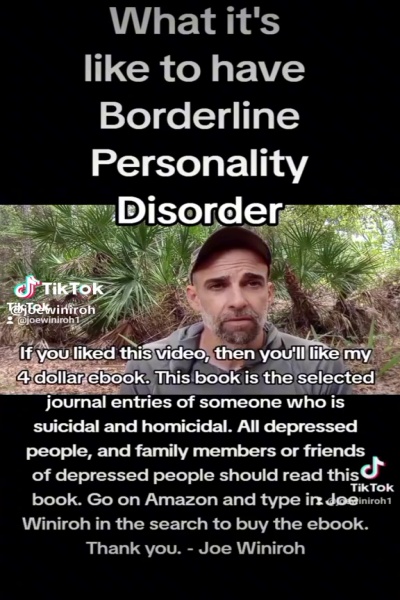 What it's
like to have
Borderline
Personality
Disorder
TikTok
TikTok
@joewiniroh
@joewiniroh1
If you liked this video, then you'll like my
4 dollar ebook. This book is the selected
journal entries of someone who is
suicidal and homicidal. All depressed
people, and family members or friends
of depressed people should read this
book. Go on Amazon and type in: Joe
Winiroh in the search to buy the ebook.
Thank you. - Joe Winiroh
TikTok
@joewiniroh1